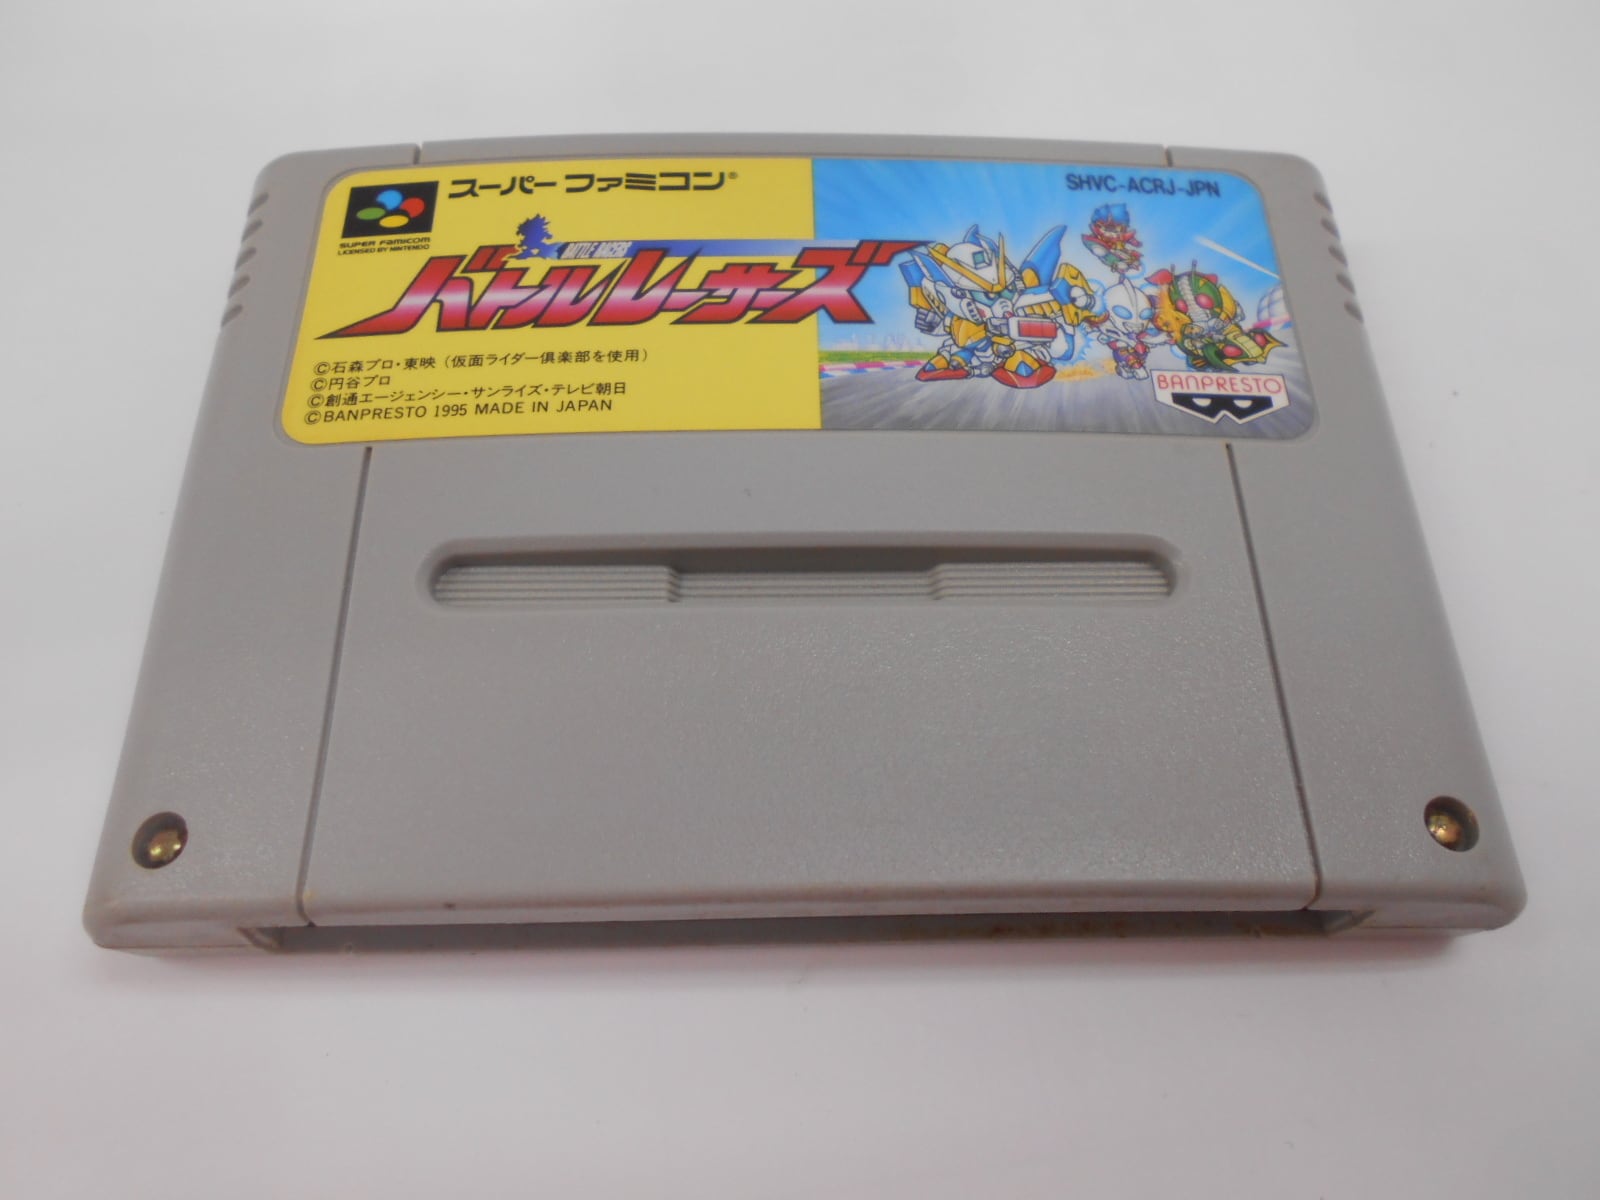 スーパーファミコン®
SUPER FAMICOM
LICENSED BY NINTENDO
BATTLE RACERS
バトルレーサーズ
©石森プロ・東映（仮面ライダー倶楽部を使用）
©円谷プロ
©創通エージェンシー・サンライズ・テレビ朝日
©BANPRESTO 1995 MADE IN JAPAN
SHVC-ACRJ-JPN
BANPRESTO